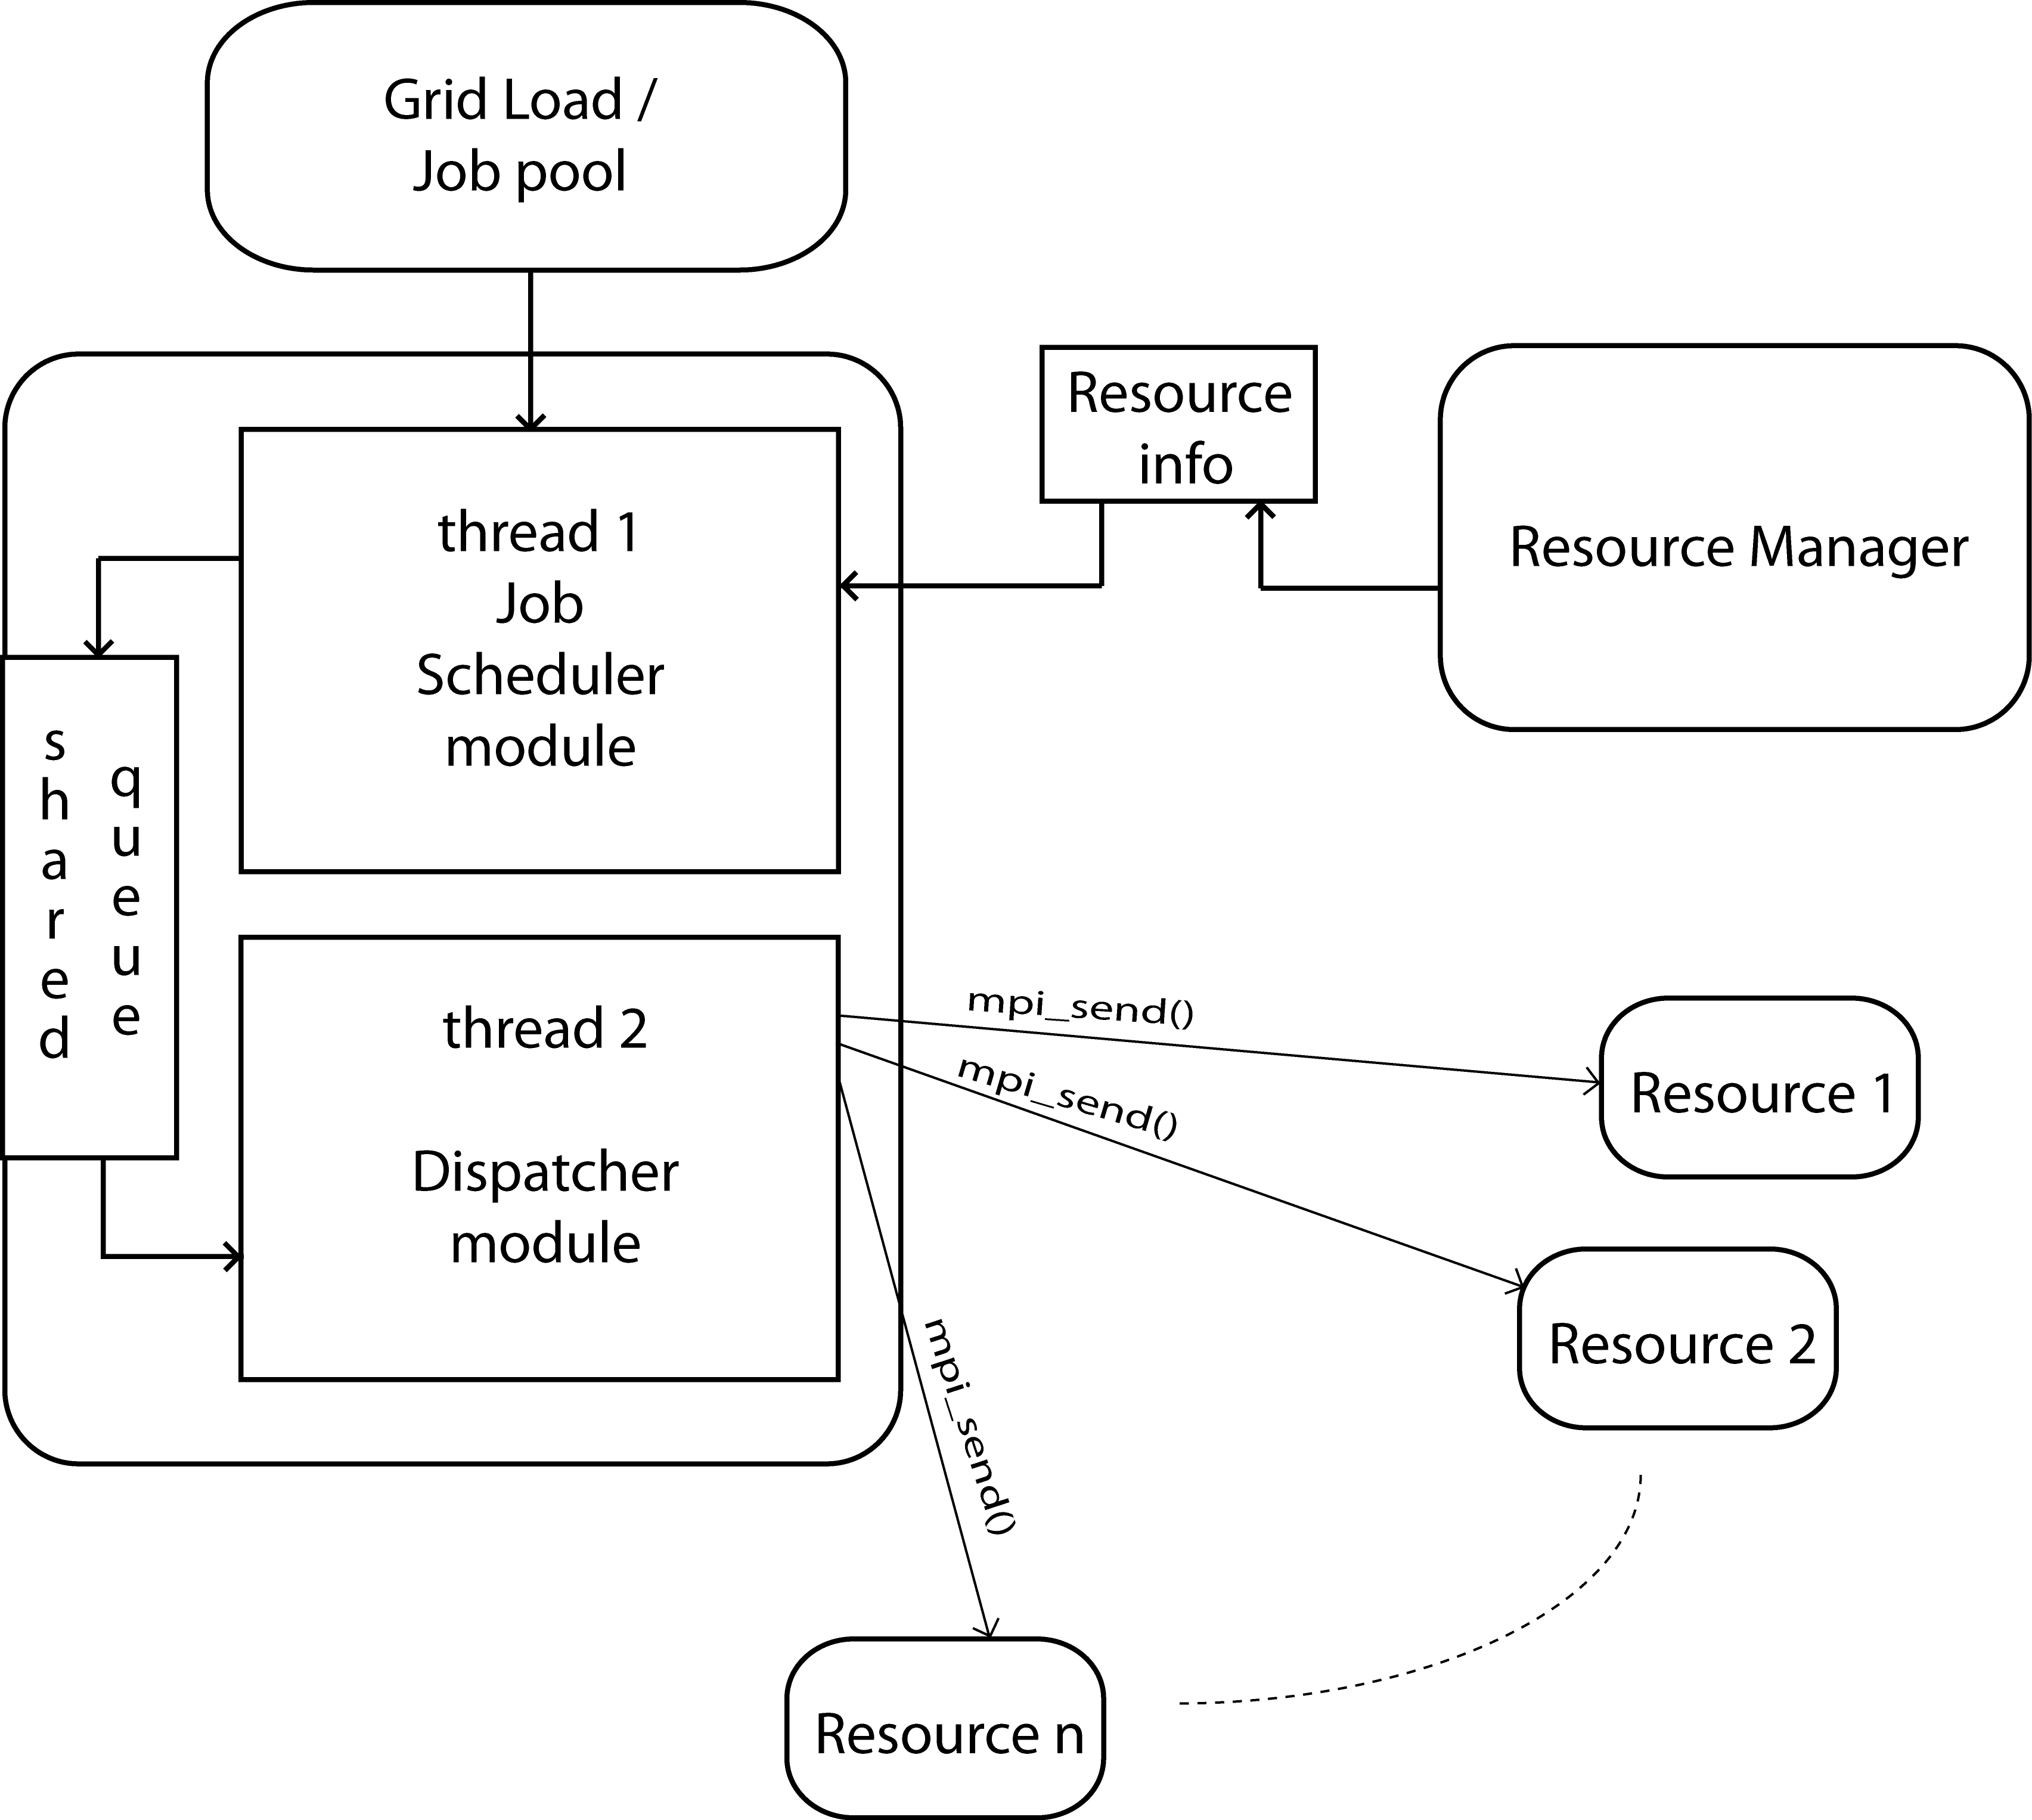 Grid Load /
Job pool
Resource
info
Resource Manager
thread 1
Job
Scheduler
module
shared
queue
thread 2
Dispatcher
module
mpi_send()
mpi_send()
mpi_send()
Resource 1
Resource 2
Resource n